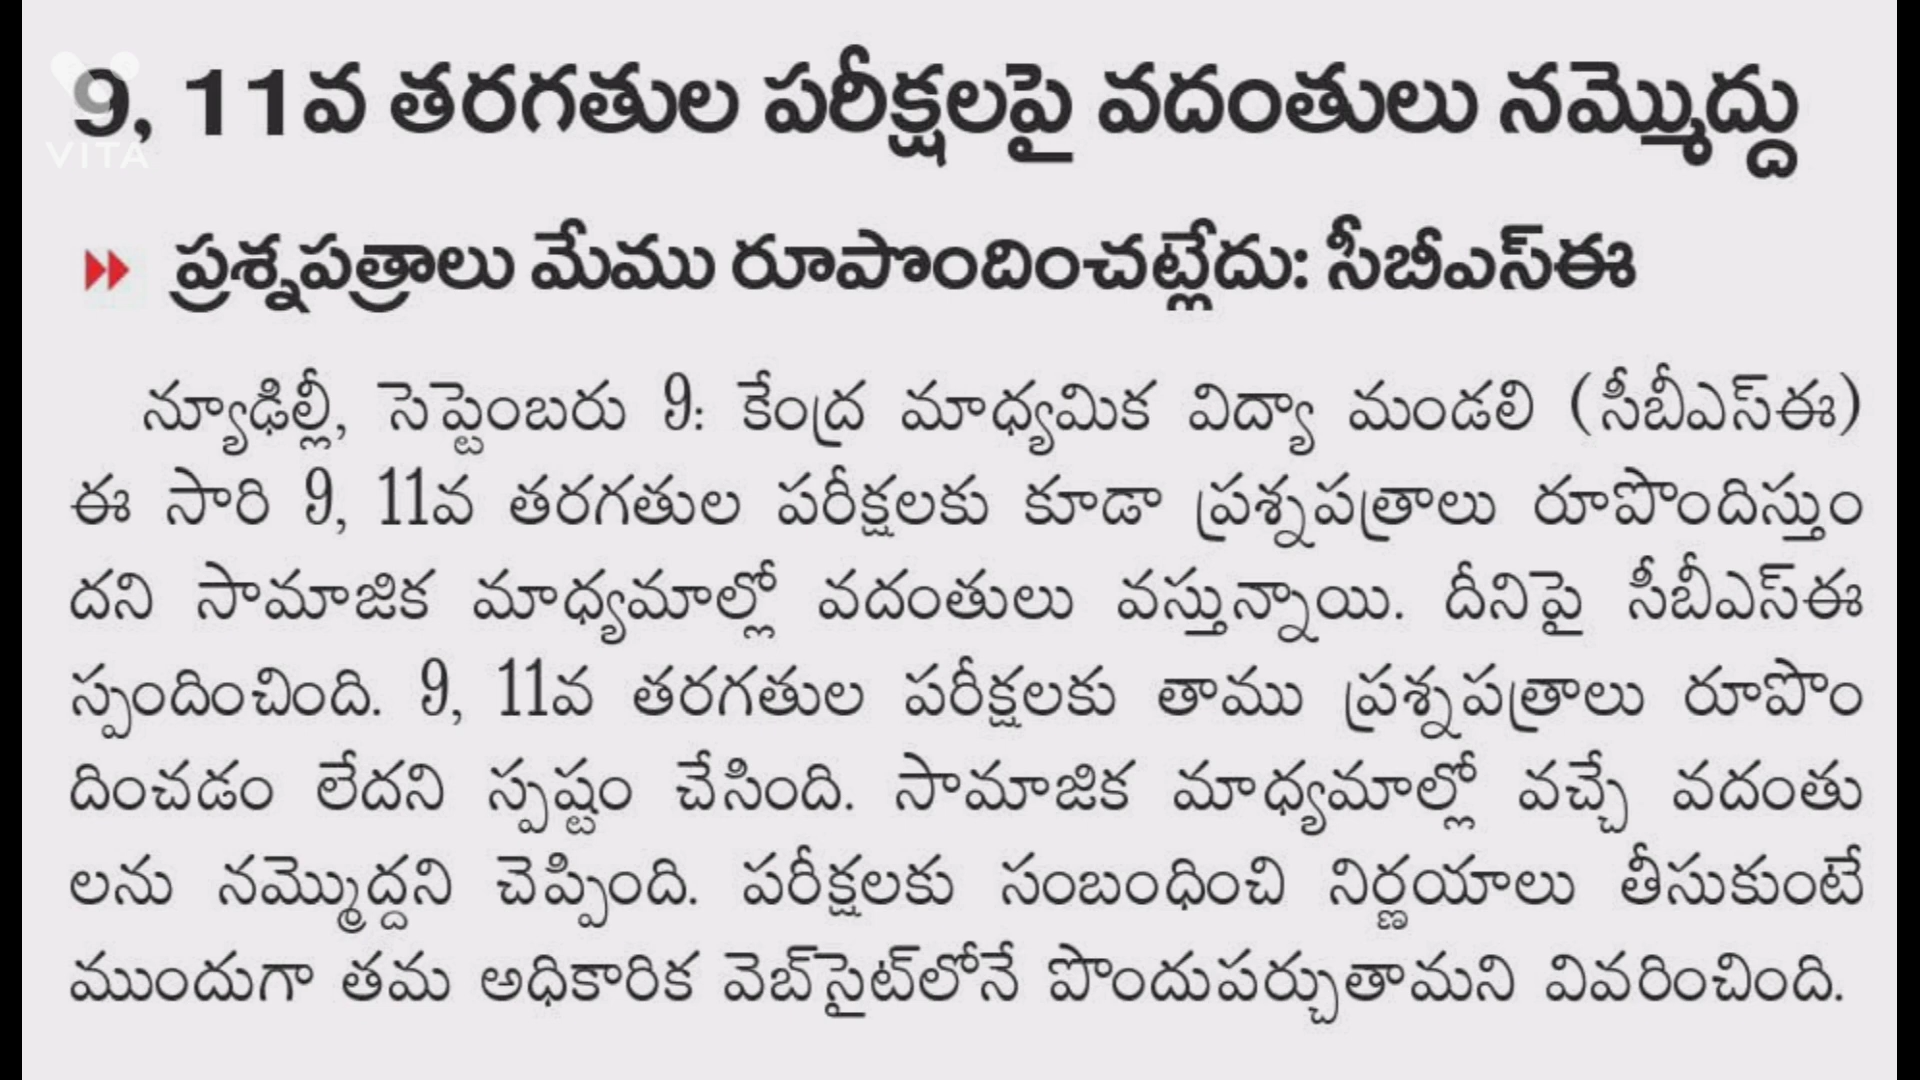 9, 11వ తరగతుల పరీక్షలపై వదంతులు నమ్మొద్దు
VITA
ప్రశ్నపత్రాలు మేము రూపొందించట్లేదు: సీబీఎస్ఈ
న్యూఢిల్లీ, సెప్టెంబరు 9: కేంద్ర మాధ్యమిక విద్యా మండలి (సీబీఎస్ఈ)
ఈ సారి 9, 11వ తరగతుల పరీక్షలకు కూడా ప్రశ్నపత్రాలు రూపొందిస్తుం
దని సామాజిక మాధ్యమాల్లో వదంతులు వస్తున్నాయి. దీనిపై సీబీఎస్ఈ
స్పందించింది. 9, 11వ తరగతుల పరీక్షలకు తాము ప్రశ్నపత్రాలు రూపొం
దించడం లేదని స్పష్టం చేసింది. సామాజిక మాధ్యమాల్లో వచ్చే వదంతు
లను నమ్మొద్దని చెప్పింది. పరీక్షలకు సంబంధించి నిర్ణయాలు తీసుకుంటే
ముందుగా తమ అధికారిక వెబ్‌సైట్‌లోనే పొందుపర్చుతామని వివరించింది.